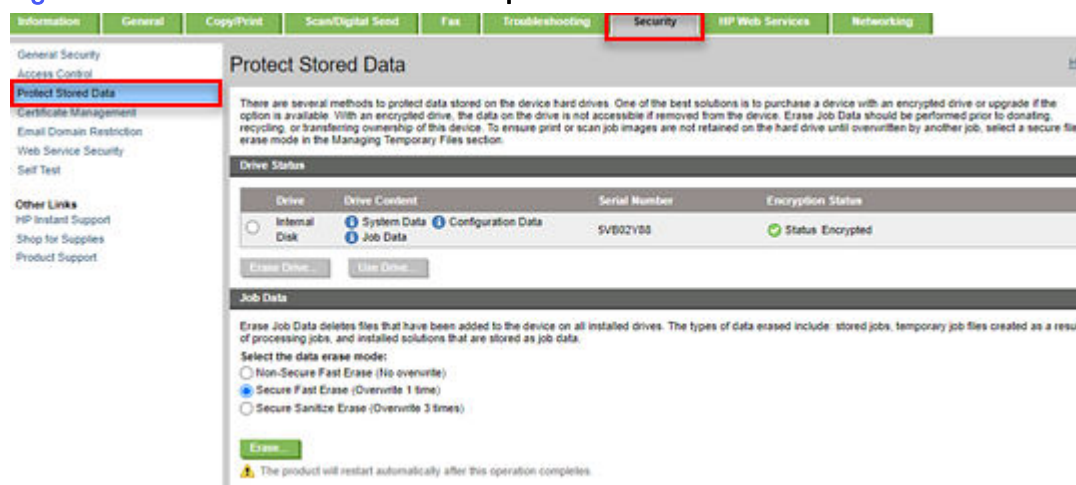 Information General Copy/Print Scan/Digital Send Fax Troubleshooting Security HP Web Services Networking
General Security
Access Control
Protect Stored Data
Certificate Management
Email Domain Restriction
Web Service Security
Self Test
Other Links
HP Instant Support
Shop for Supplies
Product Support
Protect Stored Data
There are several methods to protect data stored on the device hard drives. One of the best solutions is to purchase a device with an encrypted drive or upgrade if the
option is available. With an encrypted drive, the data on the drive is not accessible if removed from the device. Erase Job Data should be performed prior to donating,
recycling, or transferring ownership of this device. To ensure print or scan job images are not retained on the hard drive until overwritten by another job, select a secure file
erase mode in the Managing Temporary Files section.
Drive Status
Drive Drive Content Serial Number Encryption Status
Internal Disk System Data Configuration Data
Job Data
5VB02Y88
Status Encrypted
Erase Drive... Use Drive...
Job Data
Erase Job Data deletes files that have been added to the device on all installed drives. The types of data erased include: stored jobs, temporary job files created as a resu
of processing jobs, and installed solutions that are stored as job data.
Select the data erase mode:
Non-Secure Fast Erase (No overwrite)
Secure Fast Erase (Overwrite 1 time)
Secure Sanitize Erase (Overwrite 3 times)
Erase...
The product will restart automatically after this operation completes.